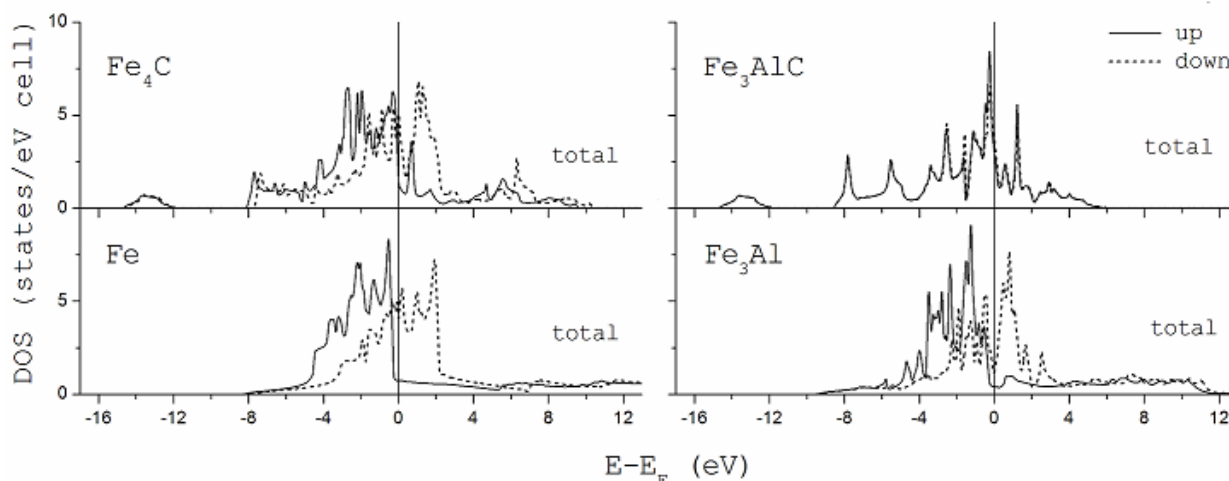 DOS (states/eV cell)
10
5
0
5
0
Fe₄C
total
Fe₃AlC
total
up
down
Fe
total
Fe₃Al
total
-16 -12 -8 -4 0 4 8 12
-16 -12 -8 -4 0 4 8 12
E-E_F (eV)